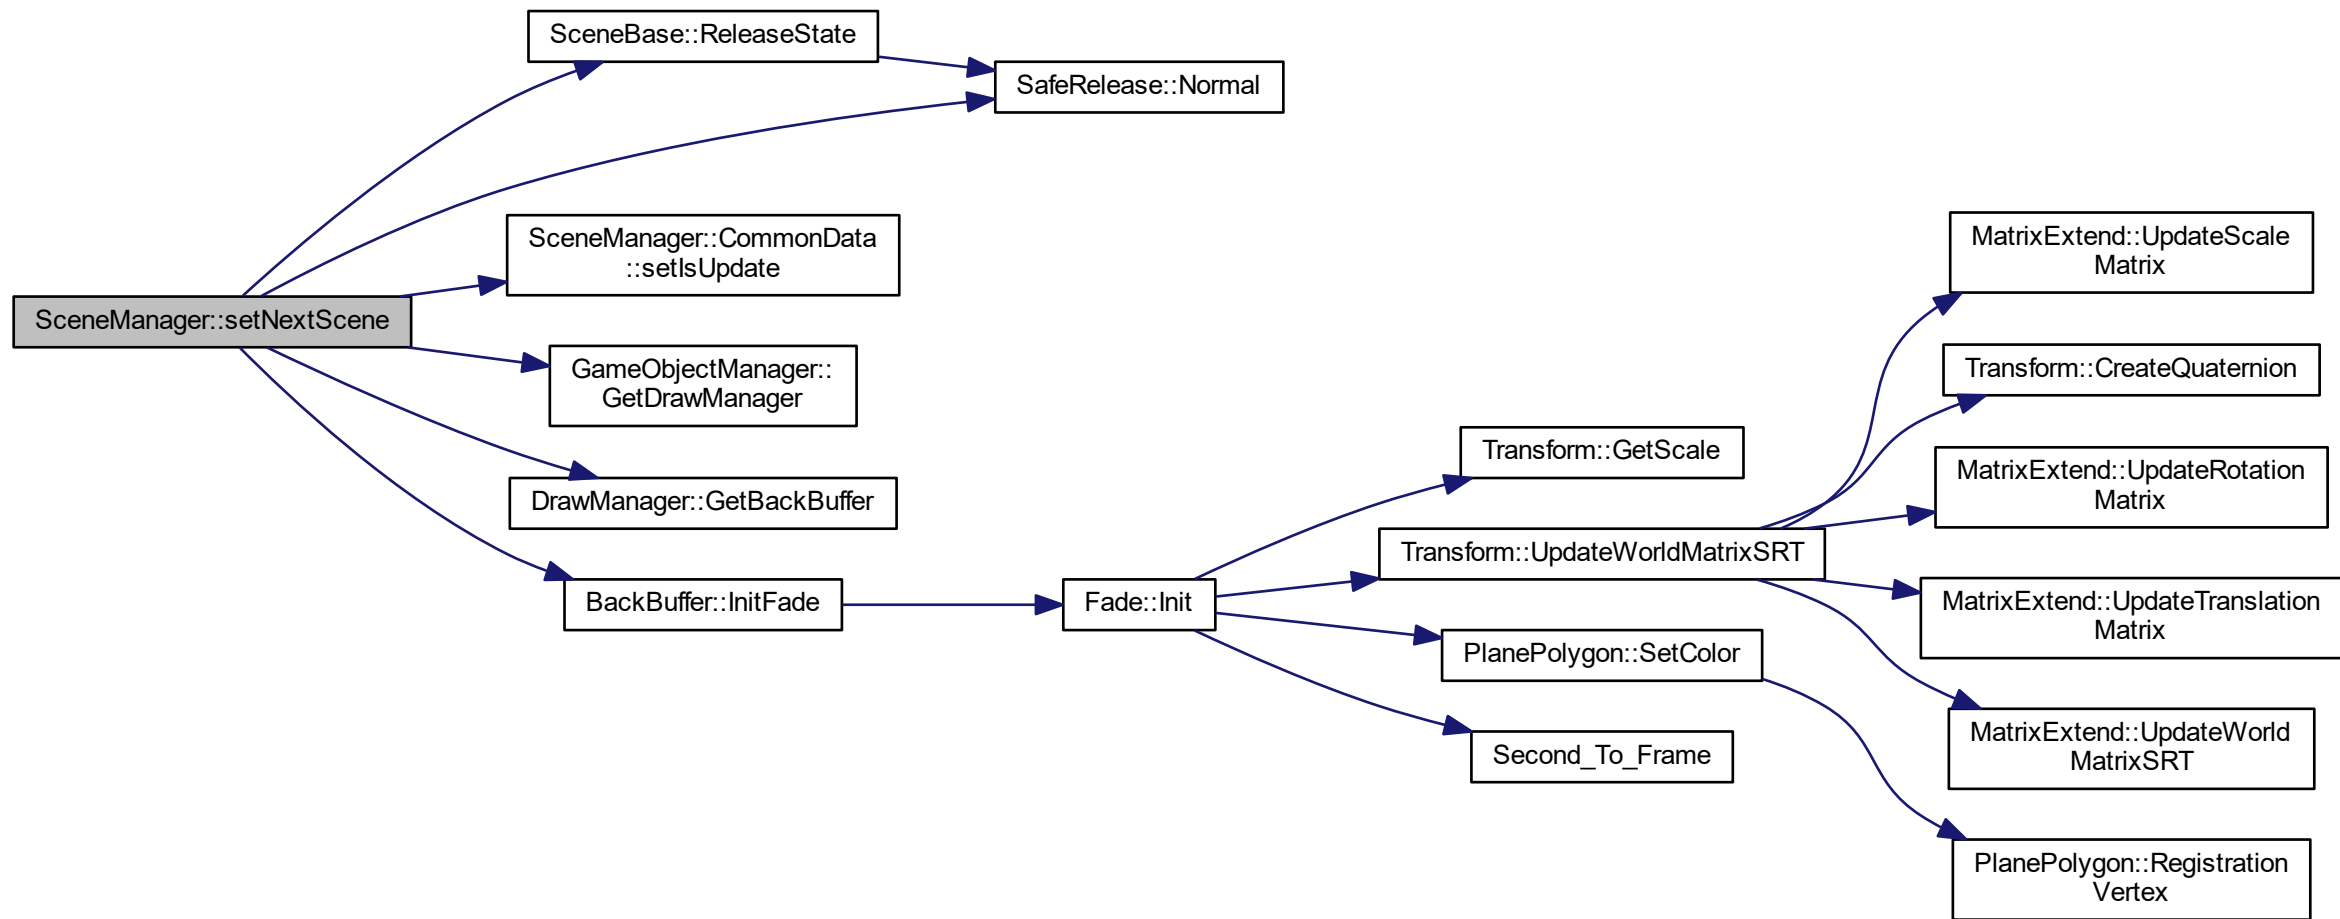 SceneBase::ReleaseState
SafeRelease::Normal
SceneManager::CommonData
::setIsUpdate
SceneManager::setNextScene
GameObjectManager::
GetDrawManager
DrawManager::GetBackBuffer
BackBuffer::InitFade
Fade::Init
Transform::GetScale
Transform::UpdateWorldMatrixSRT
PlanePolygon::SetColor
Second_To_Frame
MatrixExtend::UpdateScale
Matrix
Transform::CreateQuaternion
MatrixExtend::UpdateRotation
Matrix
MatrixExtend::UpdateTranslation
Matrix
MatrixExtend::UpdateWorld
MatrixSRT
PlanePolygon::Registration
Vertex